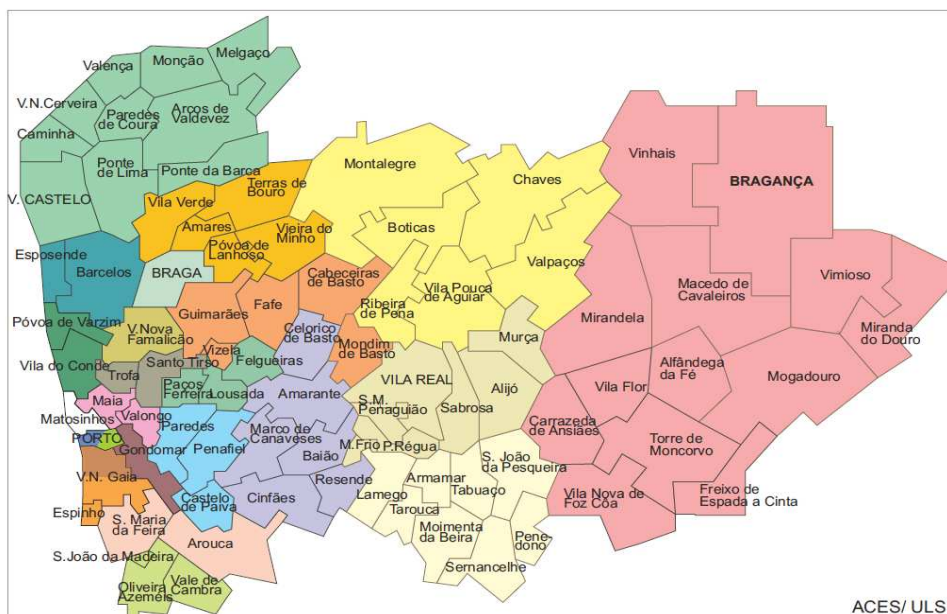 Melgaço
Monção
Valença
V.N.Cerveira
Paredes
de Coura
Arcos de
Valdevez
Caminha
Ponte
de Lima
Ponte da Barca
V. CASTELO
Terras de
Bouro
Vila Verde
Amares
Vieira do
Minho
Póvoa de
Lanhoso
Montalegre
Chaves
Boticas
Valpaços
Vila Pouca
de Aguiar
Ribeira
de Pena
Vinhais
BRAGANÇA
Macedo de
Cavaleiros
Vimioso
Miranda
do Douro
Mirandela
Alfândega
da Fé
Mogadouro
Vila Flor
Carrazeda
de Ansiães
Torre de
Moncorvo
Freixo de
Espada a Cinta
Vila Nova de
Foz Côa
Esposende
Barcelos
BRAGA
Cabeceiras
de Basto
Fafe
Guimarães
Póvoa de Varzim
V.Nova
Famalicão
Celorico
de Basto
Mondim
de Basto
Vizela
Felgueiras
Murça
Vila do Conde
Trofa
Santo Tirso
Paços
Ferreira
Lousada
Amarante
VILA REAL
Alijó
Sabrosa
S.M.
Penaguião
Maia
Matosinhos
Valongo
Paredes
Marco de
Canaveses
Penafiel
Baião
M.Frio
P.Régua
PORTO
Gondomar
V.N. Gaia
Castelo
de Paiva
Cinfães
Resende
Lamego
Armamar
Tabuaço
S. João
da Pesqueira
Tarouca
Moimenta
da Beira
Pene-
dono
Sernancelhe
Espinho
S. Maria
da Feira
Arouca
S.João da Madeira
Oliveira
Azeméis
Vale de
Cambra
ACES/ ULS